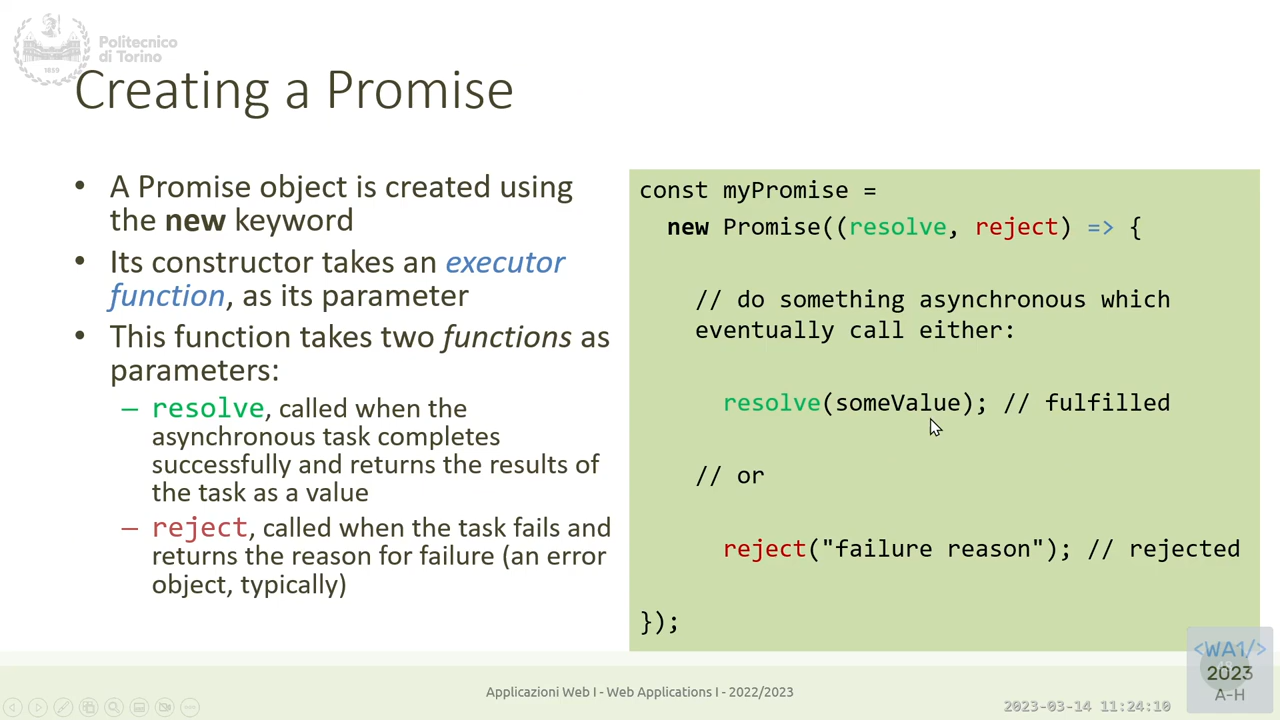 Politecnico
di Torino
1859
Creating a Promise
• A Promise object is created using
the new keyword
• Its constructor takes an executor
function, as its parameter
• This function takes two functions as
parameters:
– resolve, called when the
asynchronous task completes
successfully and returns the results of
the task as a value
– reject, called when the task fails and
returns the reason for failure (an error
object, typically)
const myPromise =
new Promise((resolve, reject) => {
// do something asynchronous which
eventually call either:
resolve(someValue); // fulfilled
// or
reject("failure reason"); // rejected
});
Applicazioni Web I - Web Applications I - 2022/2023
<WA1/>
2023
A-H
2023-03-14 11:24:10